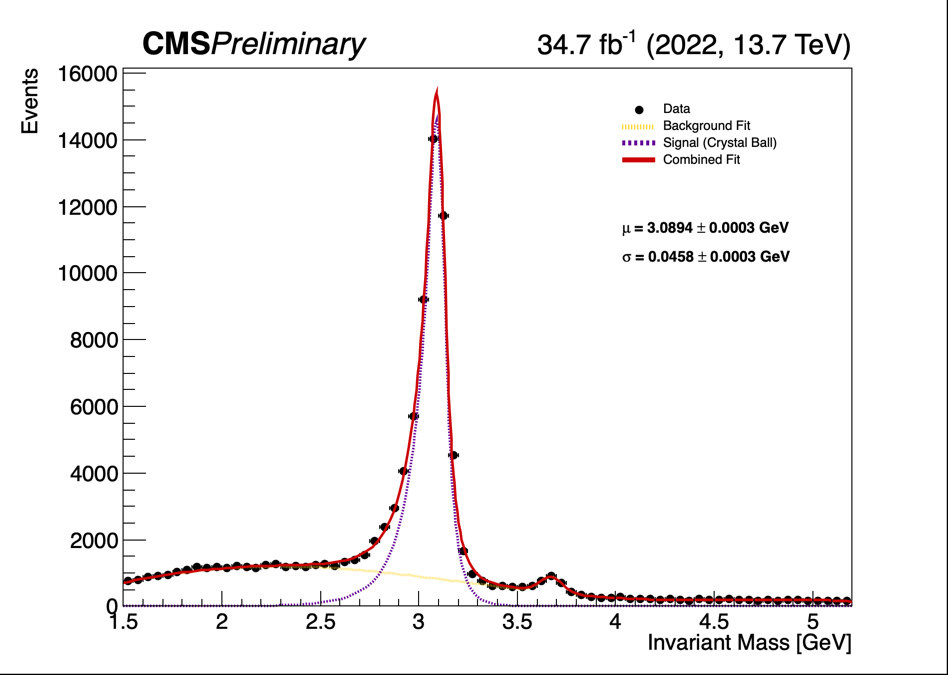 CMSPreliminary
34.7 fb⁻¹ (2022, 13.7 TeV)
Events
16000
14000
12000
10000
8000
6000
4000
2000
0
Data
Background Fit
Signal (Crystal Ball)
Combined Fit
μ = 3.0894 ± 0.0003 GeV
σ = 0.0458 ± 0.0003 GeV
1.5 2 2.5 3 3.5 4 4.5 5
Invariant Mass [GeV]